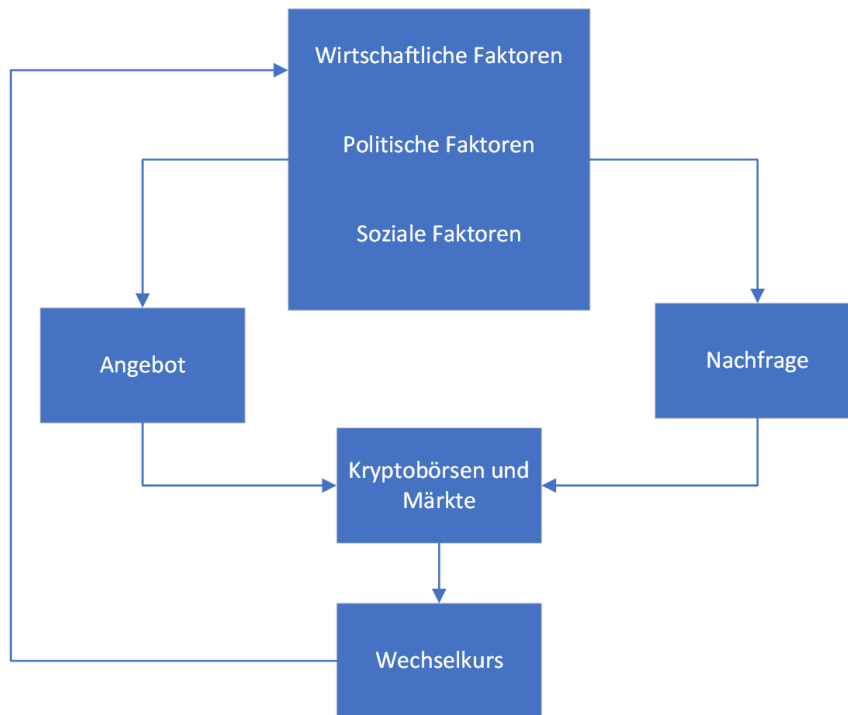 Wirtschaftliche Faktoren
Politische Faktoren
Soziale Faktoren
Angebot
Nachfrage
Kryptobörsen und
Märkte
Wechselkurs